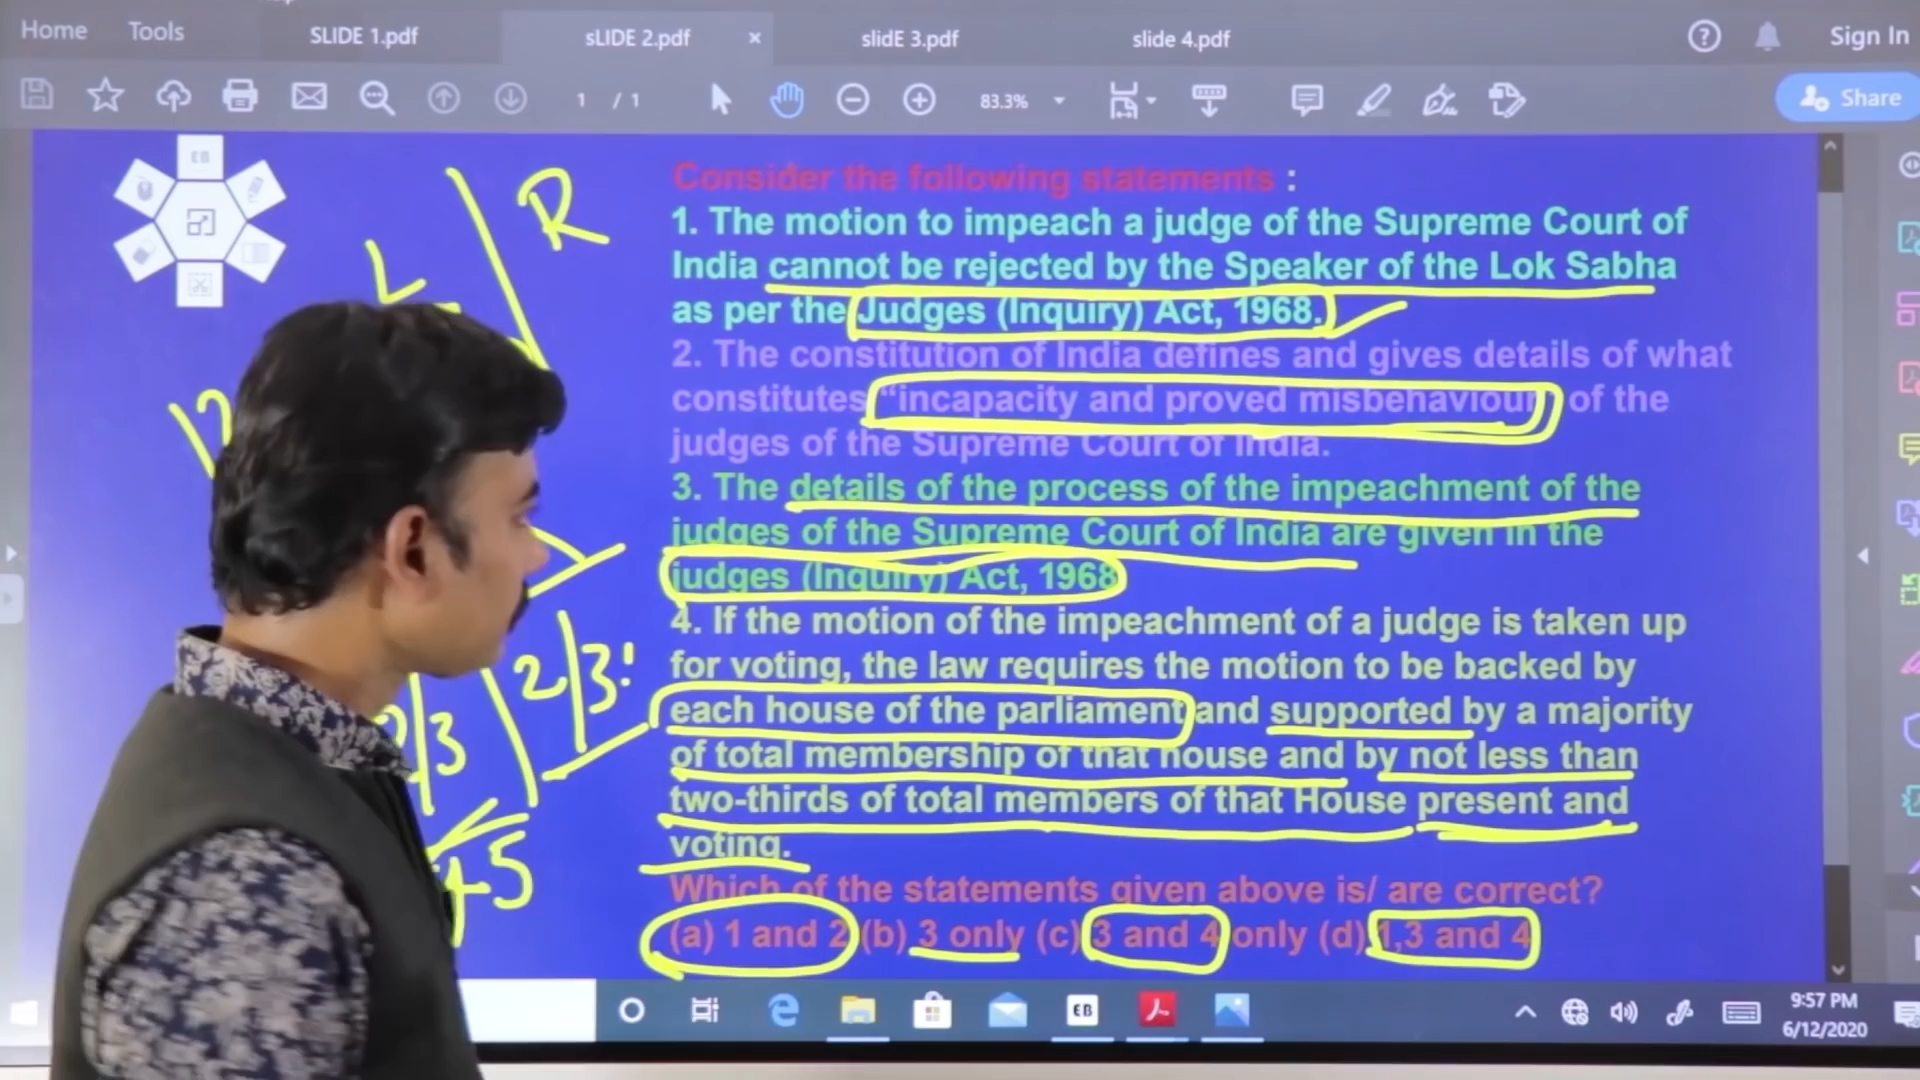 Home Tools SLIDE 1.pdf sLIDE 2.pdf × slidE 3.pdf slide 4.pdf Sign In
1 / 1 83.3% Share
EB
Consider the following statements :
1. The motion to impeach a judge of the Supreme Court of
India cannot be rejected by the Speaker of the Lok Sabha
as per the Judges (Inquiry) Act, 1968.
2. The constitution of India defines and gives details of what
constitutes "incapacity and proved misbehaviour of the
judges of the Supreme Court of India.
3. The details of the process of the impeachment of the
judges of the Supreme Court of India are given in the
judges (Inquiry) Act, 1968
4. If the motion of the impeachment of a judge is taken up
for voting, the law requires the motion to be backed by
each house of the parliament and supported by a majority
of total membership of that house and by not less than
two-thirds of total members of that House present and
voting.
Which of the statements given above is/ are correct?
(a) 1 and 2 (b) 3 only (c) 3 and 4 only (d) 1,3 and 4
L R
2/3
/3
EB
9:57 PM
6/12/2020